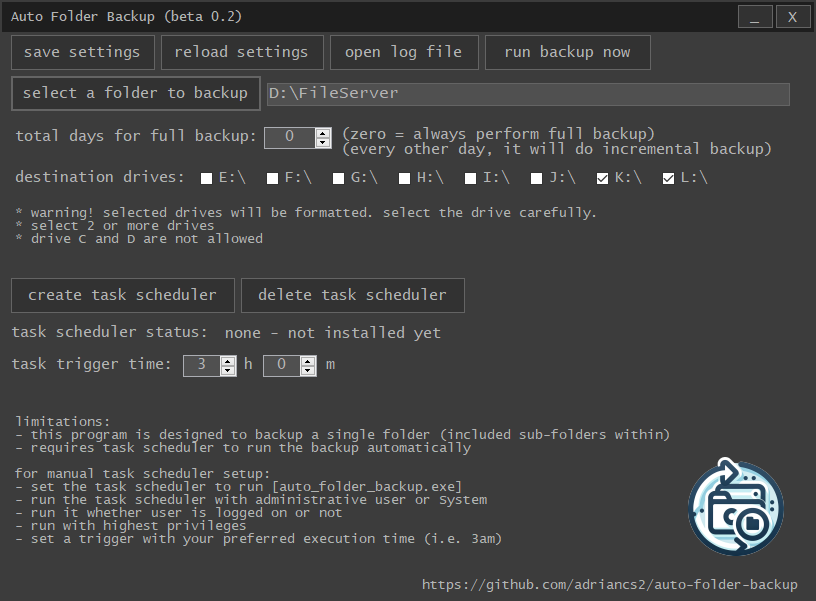 Auto Folder Backup (beta 0.2) _ X
save settings reload settings open log file run backup now
select a folder to backup D:\FileServer
total days for full backup: 0 (zero = always perform full backup)
(every other day, it will do incremental backup)
destination drives: E:\ F:\ G:\ H:\ I:\ J:\ K:\ L:\
* warning! selected drives will be formatted. select the drive carefully.
* select 2 or more drives
* drive C and D are not allowed
create task scheduler delete task scheduler
task scheduler status: none - not installed yet
task trigger time: 3 h 0 m
limitations:
- this program is designed to backup a single folder (included sub-folders within)
- requires task scheduler to run the backup automatically
for manual task scheduler setup:
- set the task scheduler to run [auto_folder_backup.exe]
- run the task scheduler with administrative user or System
- run it whether user is logged on or not
- run with highest privileges
- set a trigger with your preferred execution time (i.e. 3am)
https://github.com/adriancs2/auto-folder-backup